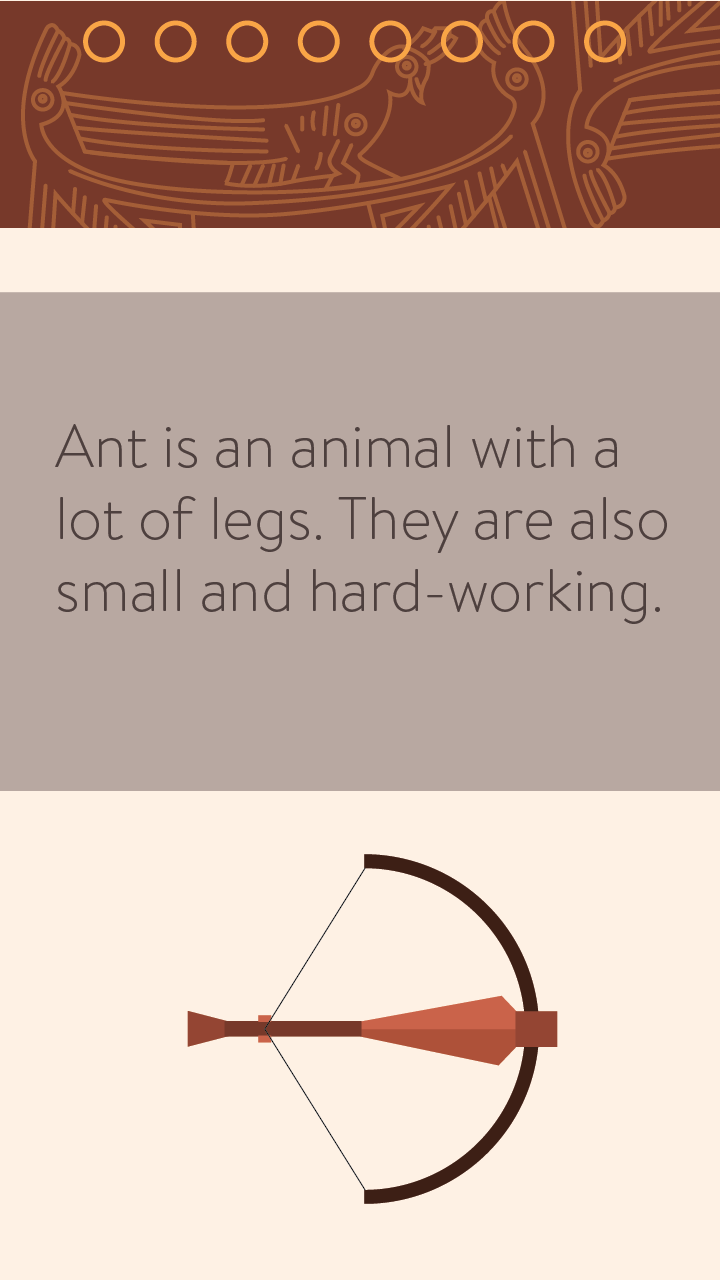 Ant is an animal with a
lot of legs. They are also
small and hard-working.